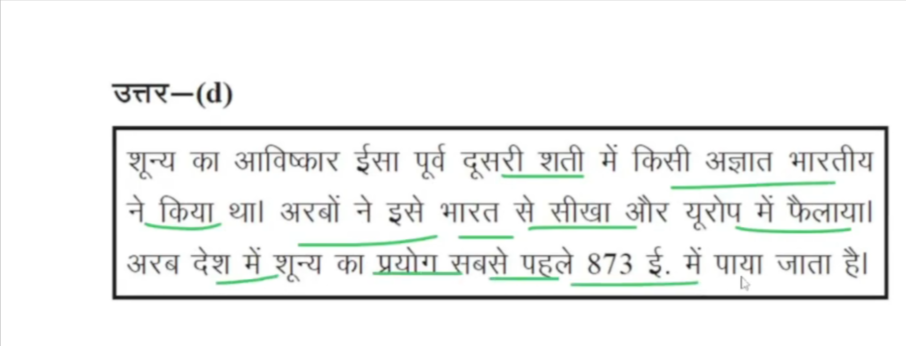 उत्तर—(d)
शून्य का आविष्कार ईसा पूर्व दूसरी शती में किसी अज्ञात भारतीय
ने किया था। अरबों ने इसे भारत से सीखा और यूरोप में फैलाया।
अरब देश में शून्य का प्रयोग सबसे पहले 873 ई. में पाया जाता है।